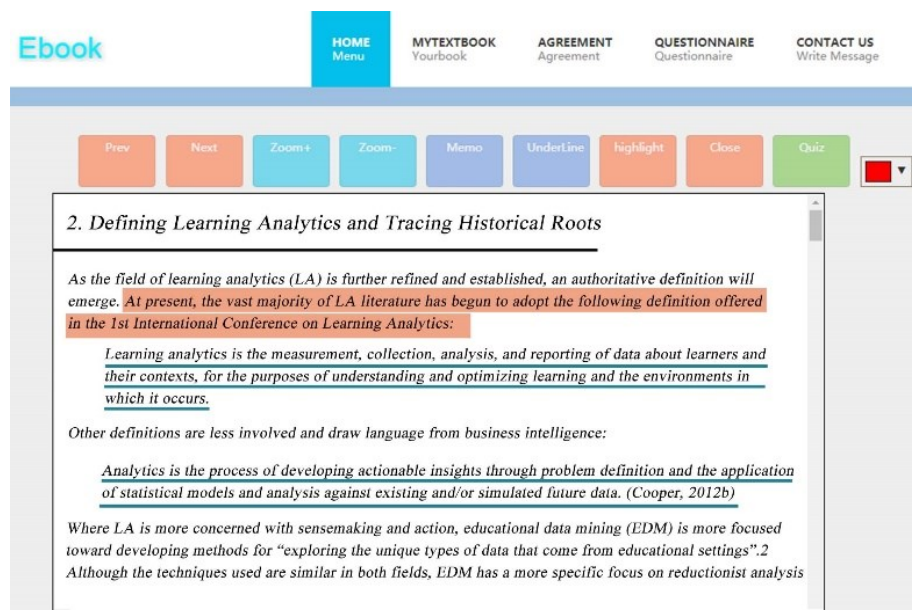 Ebook
HOME
Menu
MYTEXTBOOK
Yourbook
AGREEMENT
Agreement
QUESTIONNAIRE
Questionnaire
CONTACT US
Write Message
Prev
Next
Zoom+
Zoom-
Memo
UnderLine
highlight
Close
Quiz
2. Defining Learning Analytics and Tracing Historical Roots
As the field of learning analytics (LA) is further refined and established, an authoritative definition will
emerge. At present, the vast majority of LA literature has begun to adopt the following definition offered
in the 1st International Conference on Learning Analytics:
Learning analytics is the measurement, collection, analysis, and reporting of data about learners and
their contexts, for the purposes of understanding and optimizing learning and the environments in
which it occurs.
Other definitions are less involved and draw language from business intelligence:
Analytics is the process of developing actionable insights through problem definition and the application
of statistical models and analysis against existing and/or simulated future data. (Cooper, 2012b)
Where LA is more concerned with sensemaking and action, educational data mining (EDM) is more focused
toward developing methods for “exploring the unique types of data that come from educational settings”.2
Although the techniques used are similar in both fields, EDM has a more specific focus on reductionist analysis